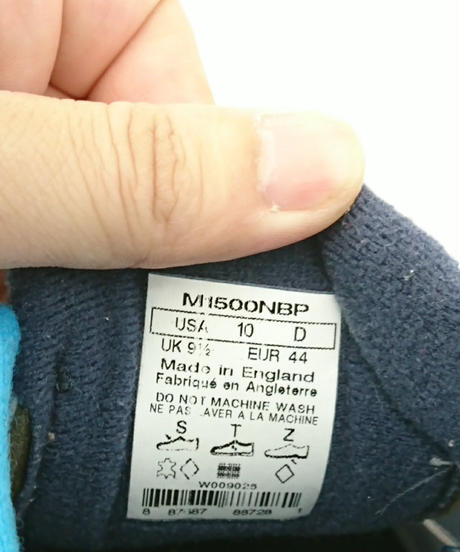 M1500NBP
USA 10 D
UK 9½ EUR 44
Made in England
Fabriqué en Angleterre
DO NOT MACHINE WASH
NE PAS LAVER A LA MACHINE
S T Z
W009025